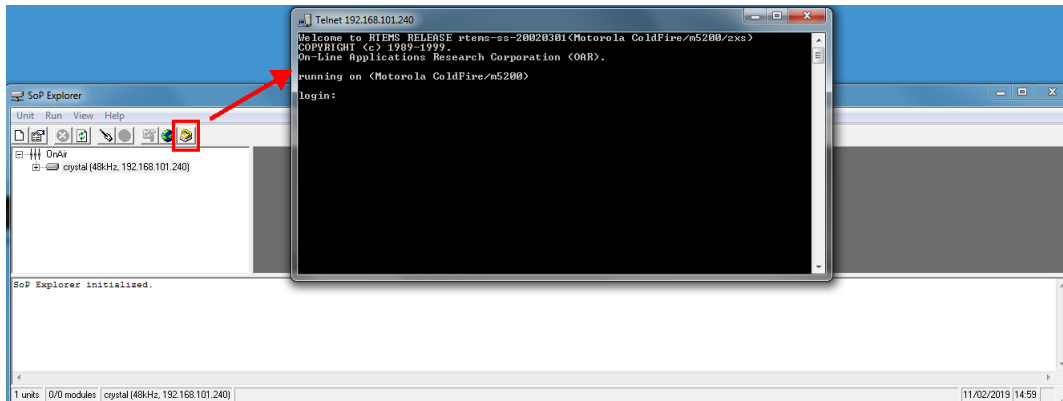 Telnet 192.168.101.240
Welcome to RTEMS RELEASE rtems-ss-20020301(Motorola ColdFire/m5200/zxs)
COPYRIGHT (c) 1989-1999.
On-Line Applications Research Corporation (OAR).
running on (Motorola ColdFire/m5200)
login:
SoP Explorer
Unit Run View Help
OnAir
crystal (48kHz, 192.168.101.240)
SoP Explorer initialized.
1 units 0/0 modules crystal (48kHz, 192.168.101.240) 11/02/2019 14:59